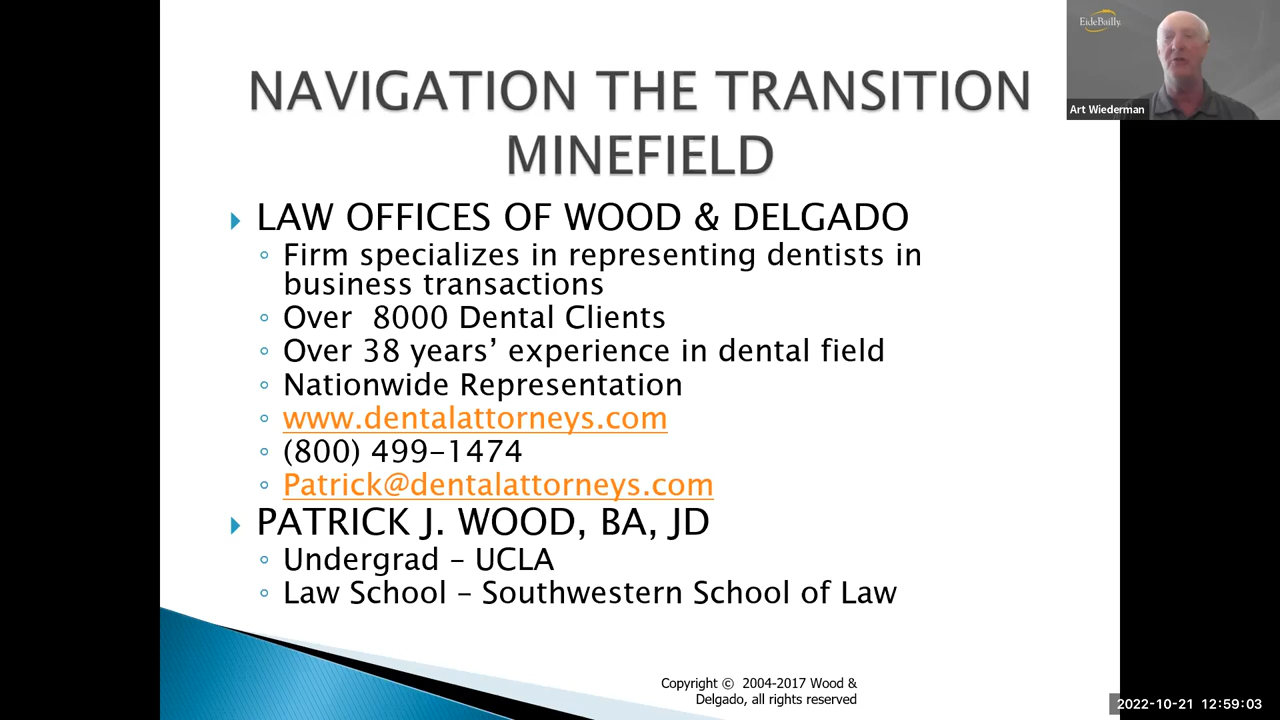 NAVIGATION THE TRANSITION
MINEFIELD
LAW OFFICES OF WOOD & DELGADO
Firm specializes in representing dentists in
business transactions
Over  8000 Dental Clients
Over 38 years’ experience in dental field
Nationwide Representation
www.dentalattorneys.com
(800) 499-1474
Patrick@dentalattorneys.com
PATRICK J. WOOD, BA, JD
Undergrad – UCLA
Law School – Southwestern School of Law
Copyright ©  2004-2017 Wood &
Delgado, all rights reserved
EideBailly
Art Wiederman
2022-10-21 12:59:03